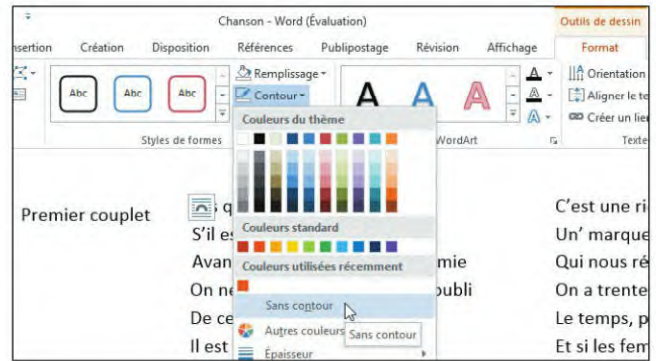 Chanson - Word (Évaluation)
Outils de dessin
nsertion Création Disposition Références Publipostage Révision Affichage Format
Abc Abc Abc
Remplissage
Contour
A A A
A
A
A
Orientation
Aligner le te
Créer un lien
Styles de formes
WordArt
Texte
Couleurs du thème
Couleurs standard
Couleurs utilisées récemment
Sans contour
Autres couleurs
Sans contour
Épaisseur
Premier couplet
q
S'il es
Avan mie
On ne publi
De ce
Il est
C'est une ri
Un' marque
Qui nous ré
On a trente
Le temps, p
Et si les fem